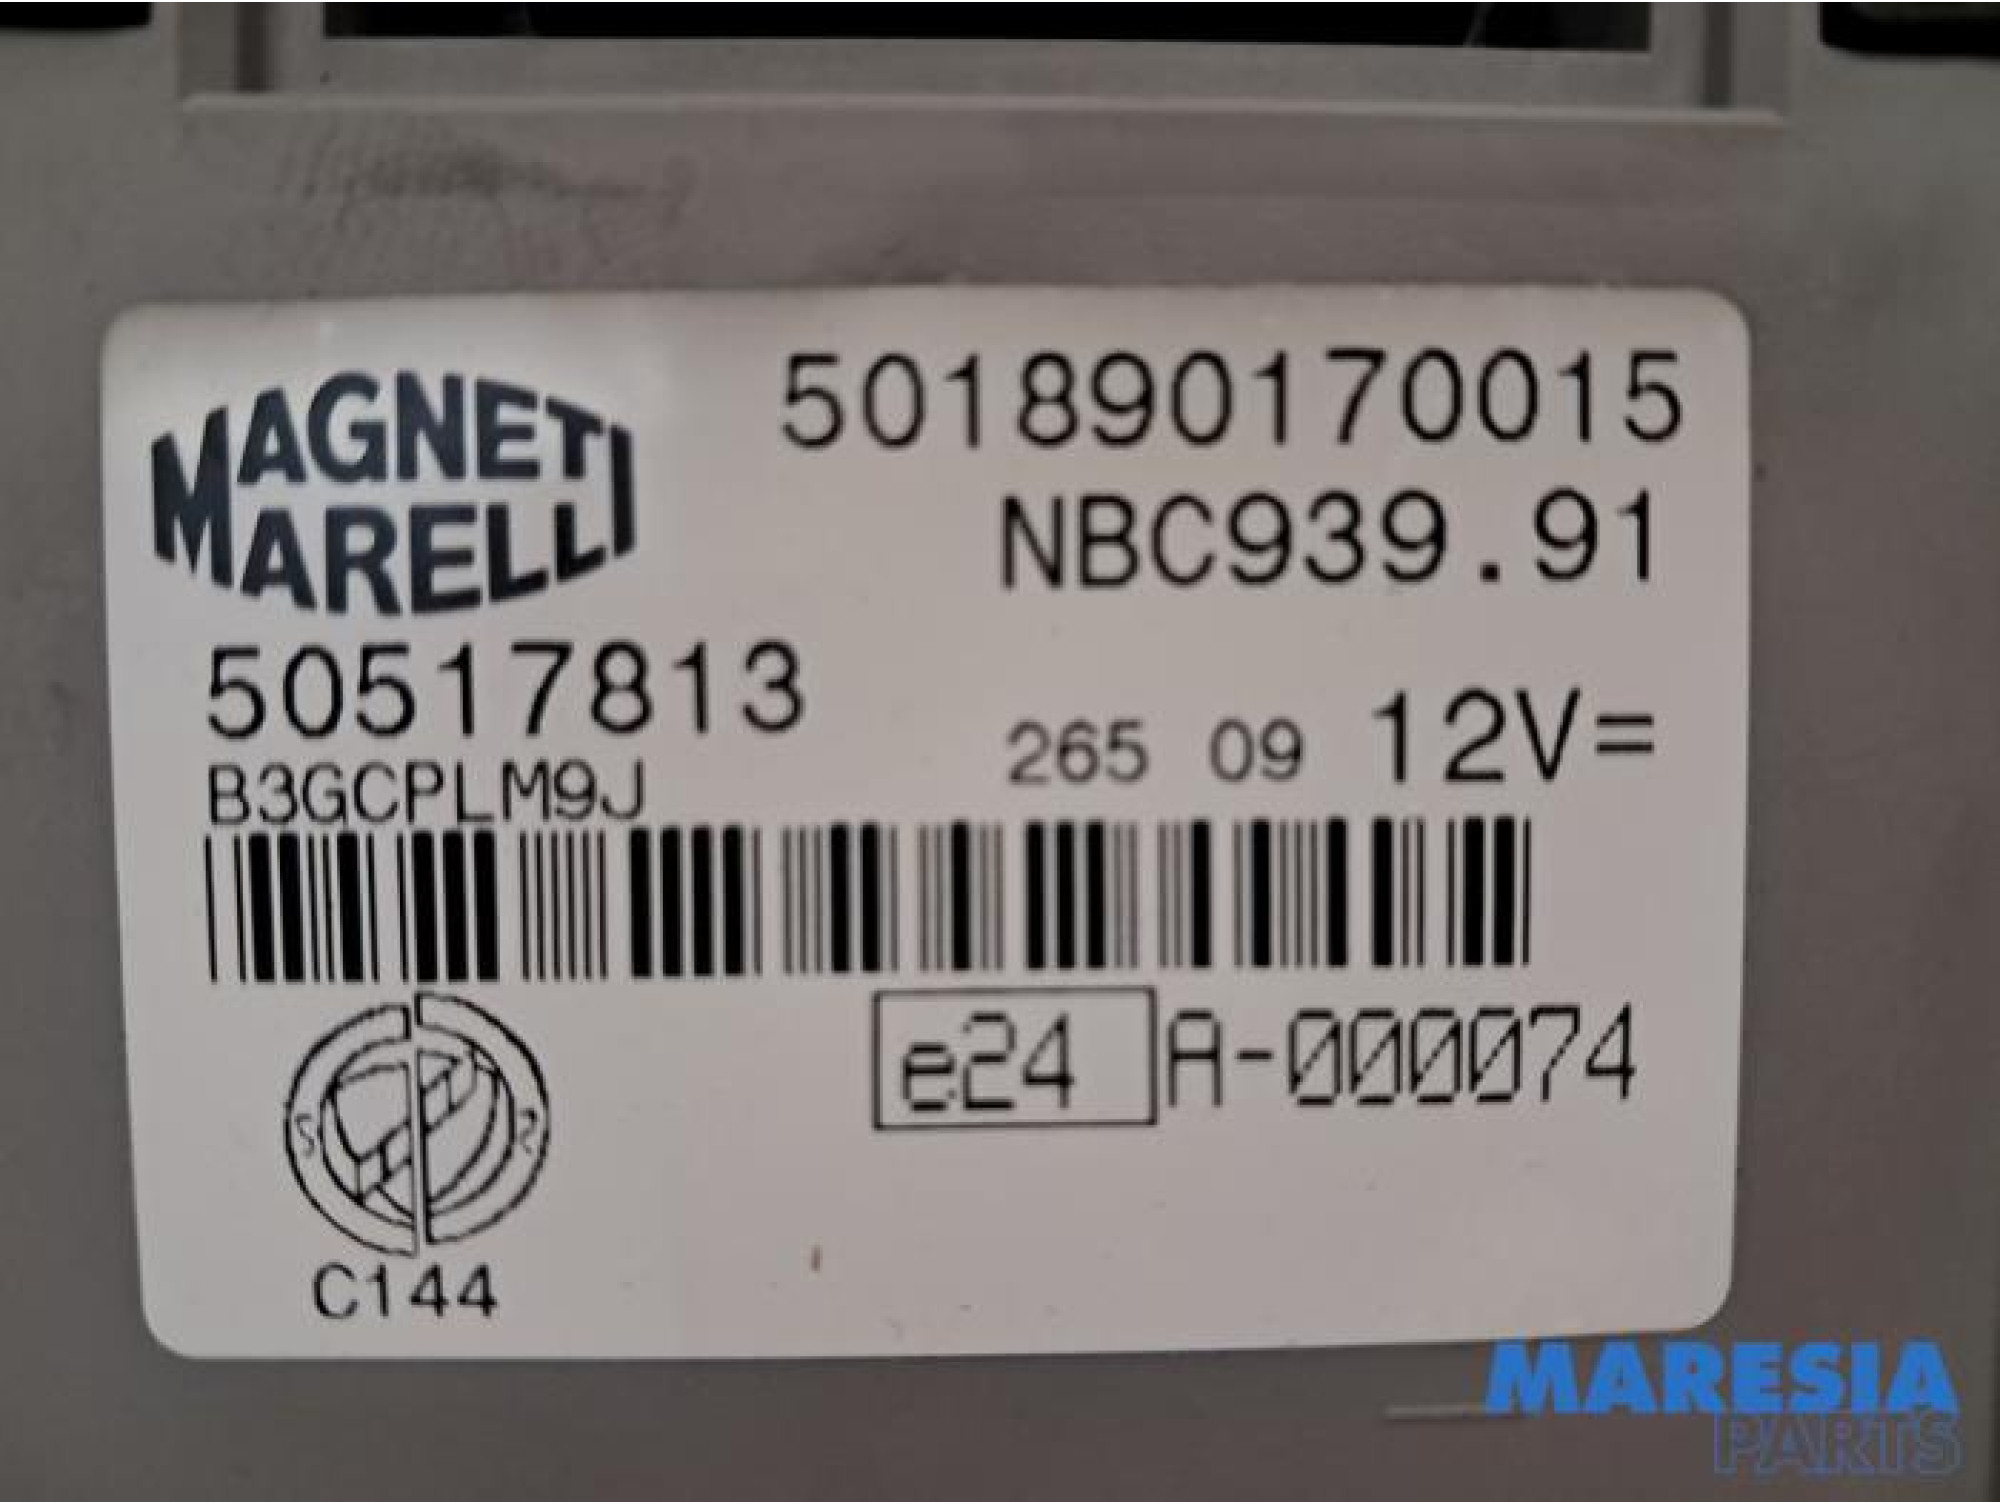 MAGNETI
MARELLI
501890170015
NBC939.91
50517813
265 09 12V=
B3GCPLM9J
e24 A-000074
C144
MARESIA
PARTS